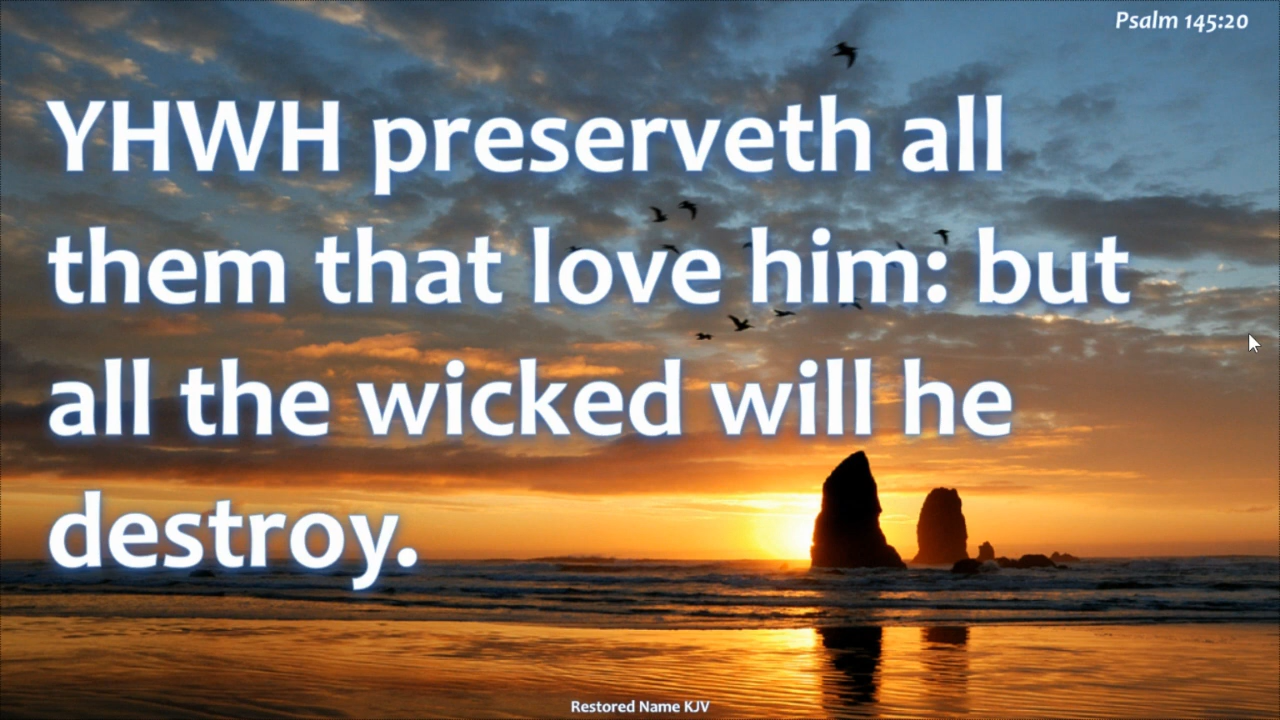 Psalm 145:20
YHWH preserveth all
them that love him: but
all the wicked will he
destroy.
Restored Name KJV